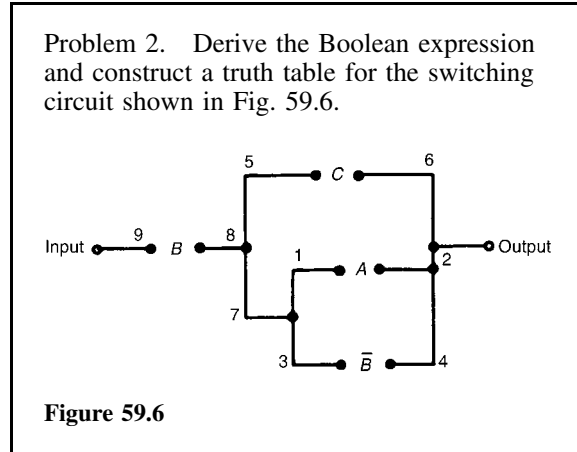 Problem 2. Derive the Boolean expression
and construct a truth table for the switching
circuit shown in Fig. 59.6.
5 C 6
Input 9 B 8 Output
1 A 2
7
3 B̅ 4
Figure 59.6